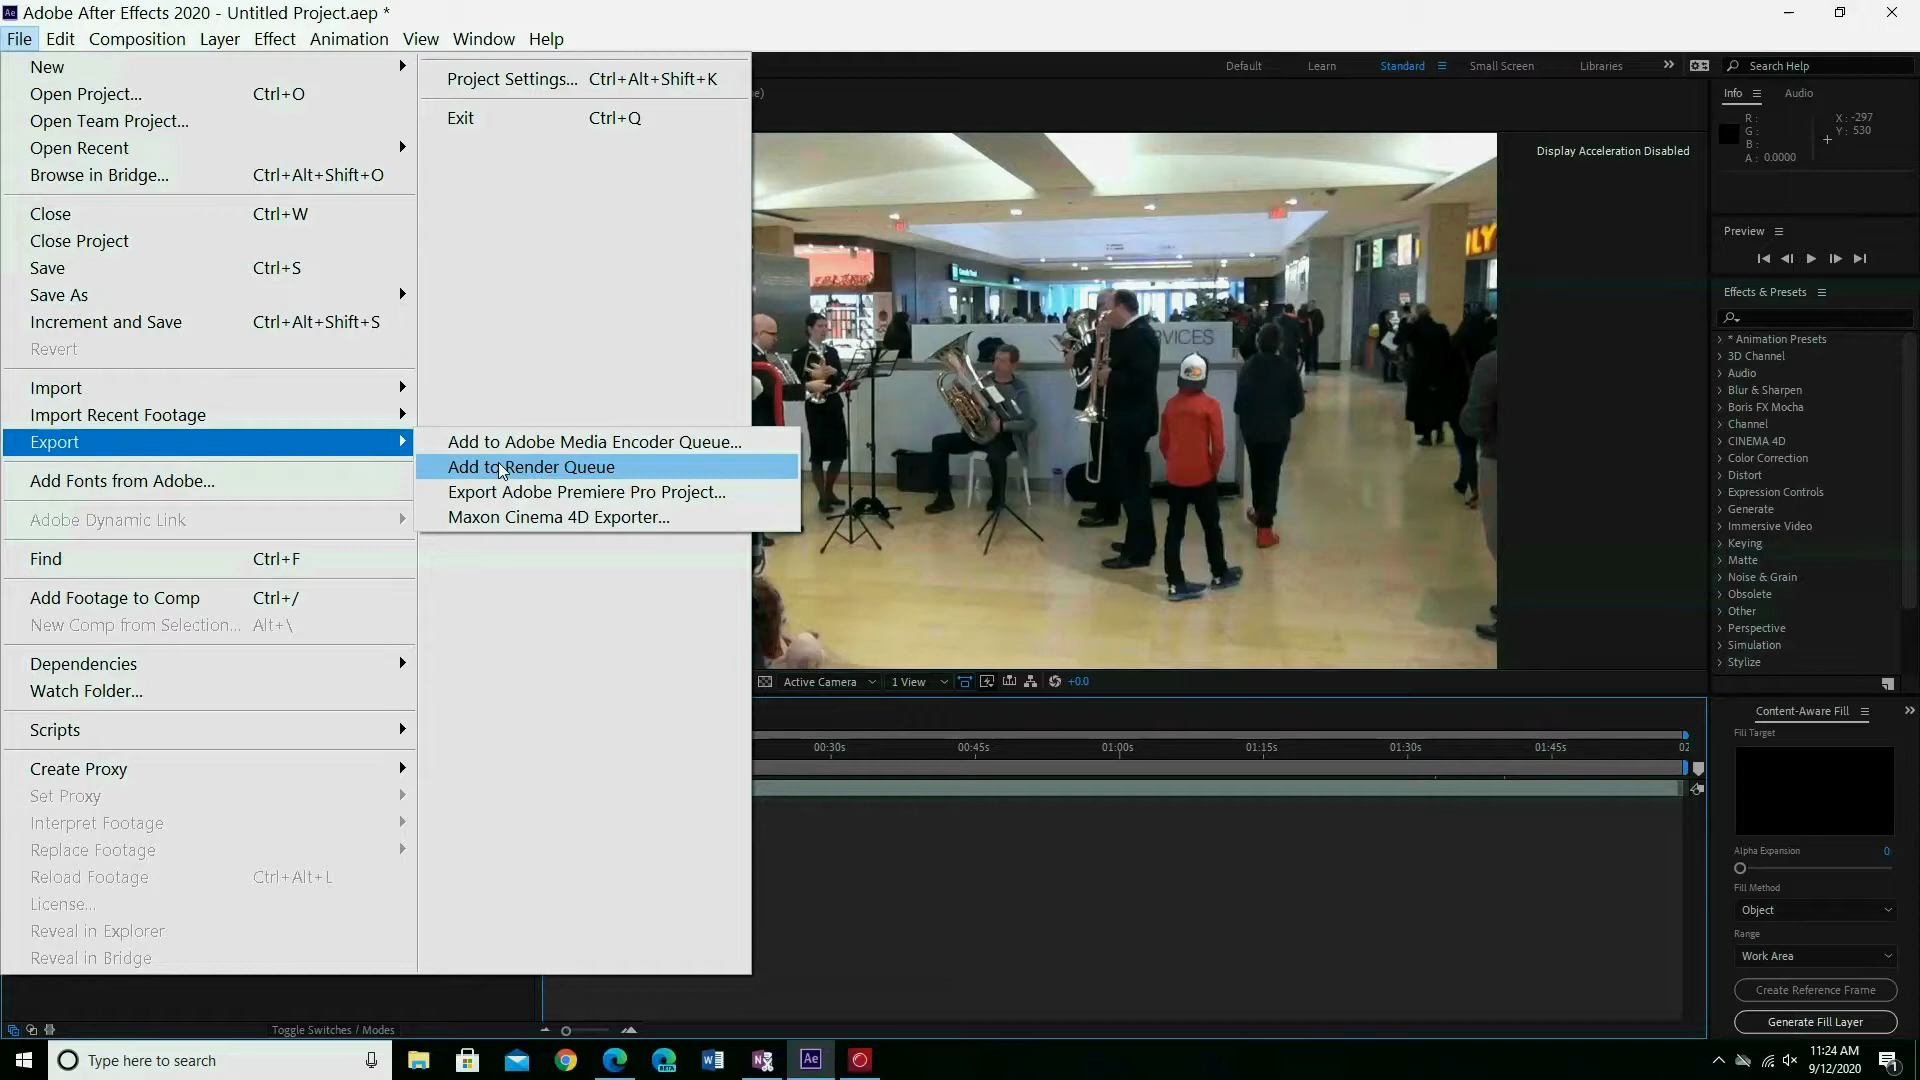 Adobe After Effects 2020 - Untitled Project.aep *
File Edit Composition Layer Effect Animation View Window Help
New
Open Project... Ctrl+O
Open Team Project...
Open Recent
Browse in Bridge... Ctrl+Alt+Shift+O
Close Ctrl+W
Close Project
Save Ctrl+S
Save As
Increment and Save Ctrl+Alt+Shift+S
Revert
Import
Import Recent Footage
Export
Add Fonts from Adobe...
Adobe Dynamic Link
Find Ctrl+F
Add Footage to Comp Ctrl+/
New Comp from Selection... Alt+\
Dependencies
Watch Folder...
Scripts
Create Proxy
Set Proxy
Interpret Footage
Replace Footage
Reload Footage Ctrl+Alt+L
License...
Reveal in Explorer
Reveal in Bridge
Project Settings... Ctrl+Alt+Shift+K
Exit Ctrl+Q
Add to Adobe Media Encoder Queue...
Add to Render Queue
Export Adobe Premiere Pro Project...
Maxon Cinema 4D Exporter...
Default Learn Standard Small Screen Libraries Search Help
Display Acceleration Disabled
Active Camera 1 View +0.0
00:30s 00:45s 01:00s 01:15s 01:30s 01:45s 02
Info Audio
R :
G :
B :
A : 0.0000
X : -297
Y : 530
Preview
Effects & Presets
* Animation Presets
3D Channel
Audio
Blur & Sharpen
Boris FX Mocha
Channel
CINEMA 4D
Color Correction
Distort
Expression Controls
Generate
Immersive Video
Keying
Matte
Noise & Grain
Obsolete
Other
Perspective
Simulation
Stylize
Content-Aware Fill
Fill Target
Alpha Expansion 0
Fill Method
Object
Range
Work Area
Create Reference Frame
Generate Fill Layer
Toggle Switches / Modes
Type here to search
11:24 AM
9/12/2020